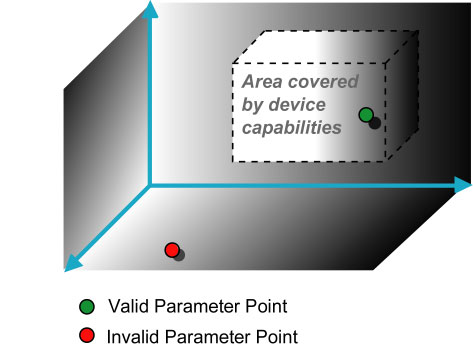 Area covered
by device
capabilities
Valid Parameter Point
Invalid Parameter Point